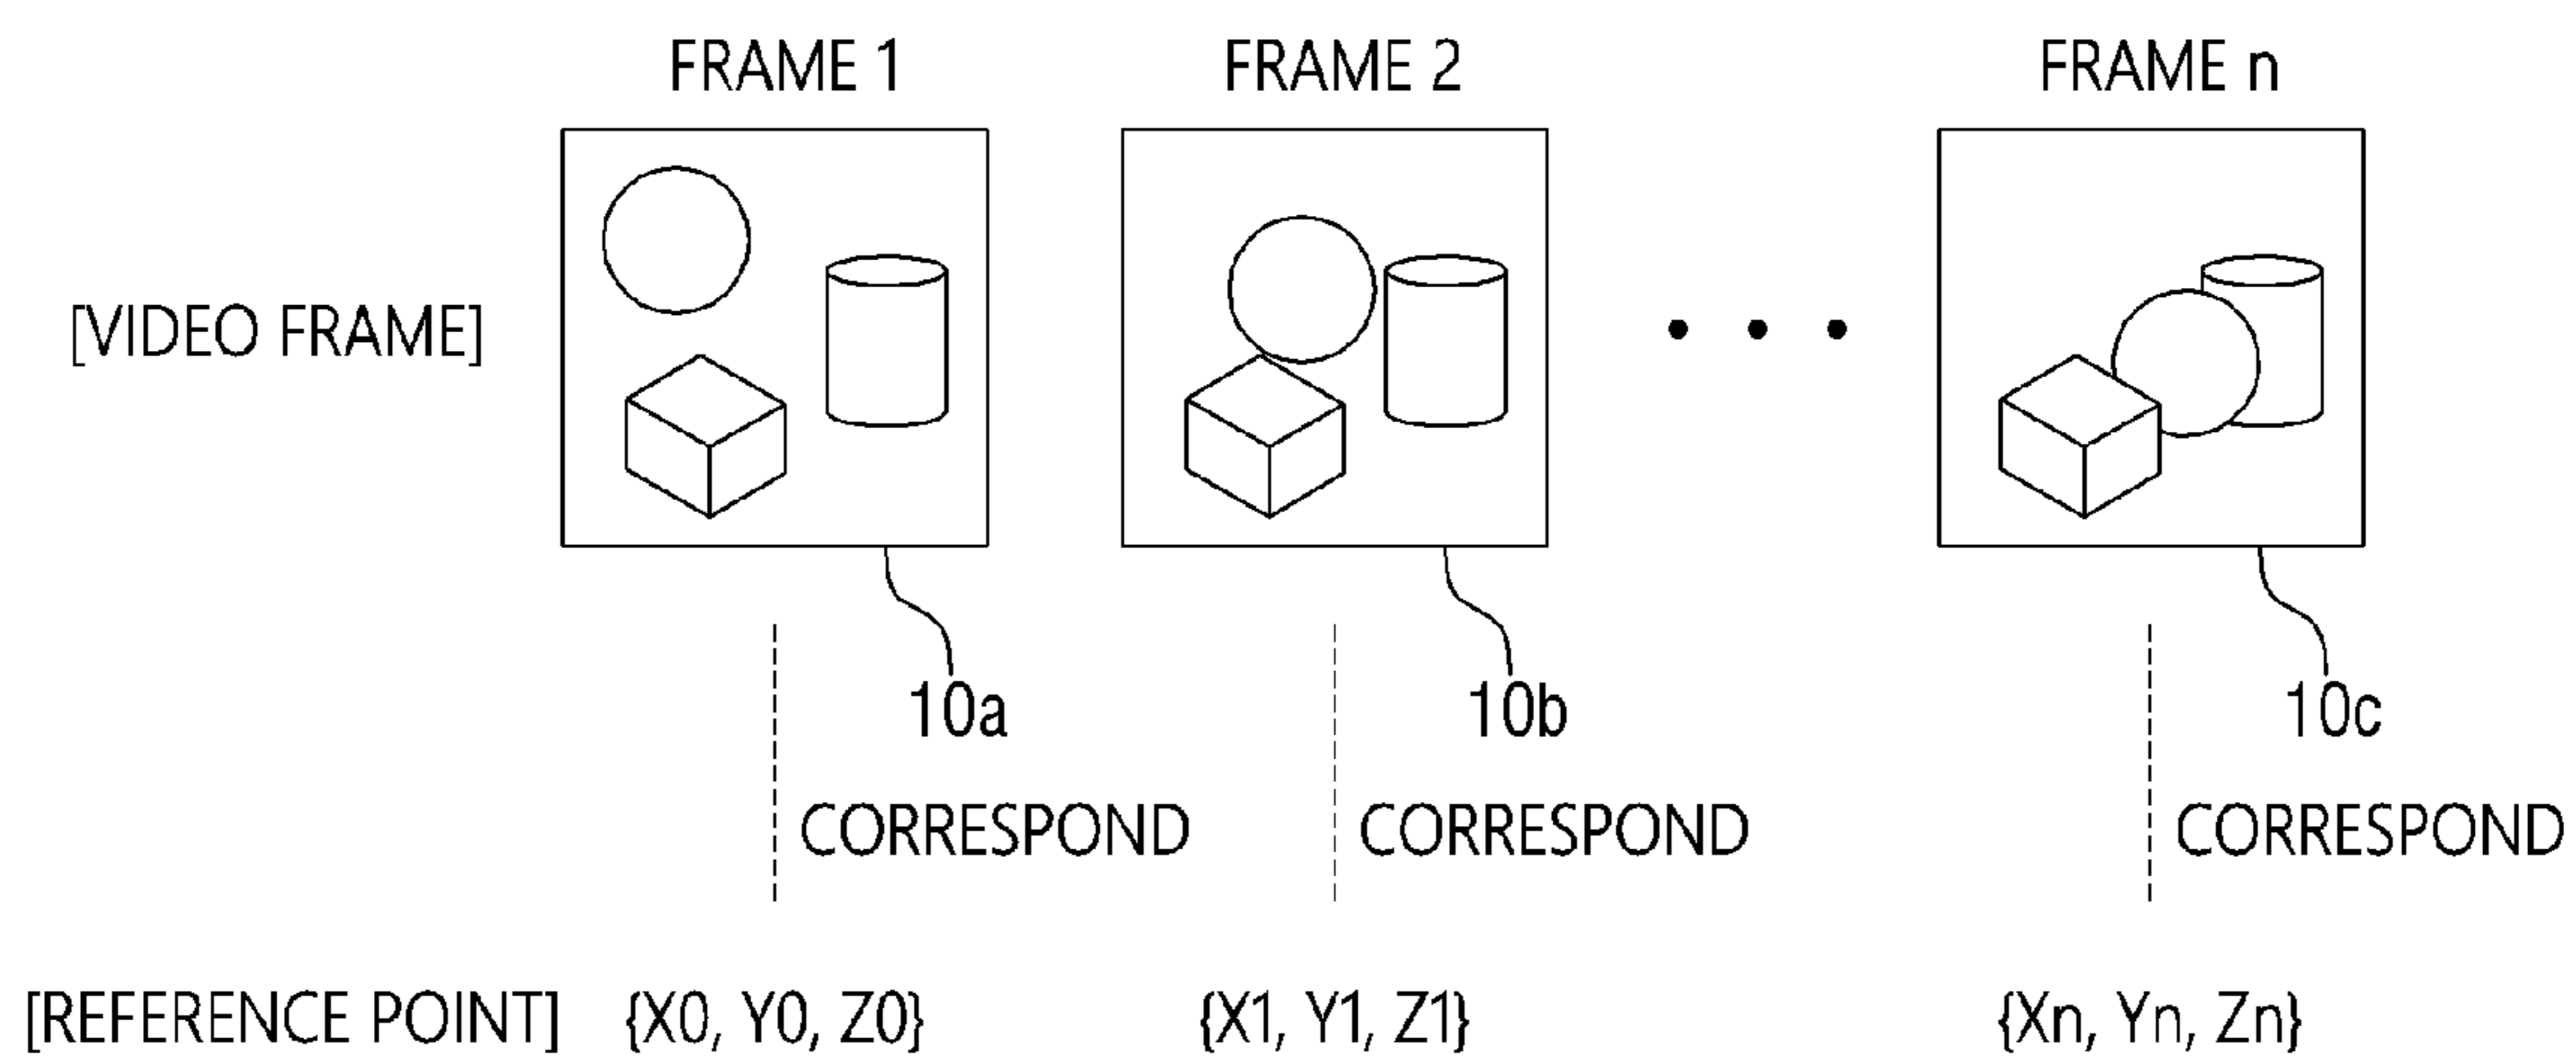 FRAME 1 FRAME 2 FRAME n
[VIDEO FRAME]
10a 10b 10c
CORRESPOND CORRESPOND CORRESPOND
[REFERENCE POINT] {X0, Y0, Z0} {X1, Y1, Z1} {Xn, Yn, Zn}